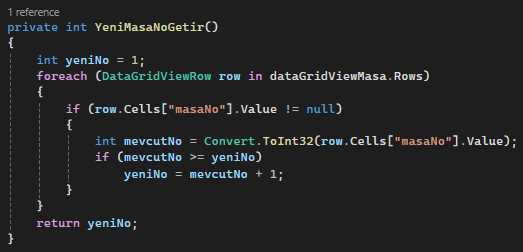 1 reference
private int YeniMasaNoGetir()
{
    int yeniNo = 1;
    foreach (DataGridViewRow row in dataGridViewMasa.Rows)
    {
        if (row.Cells["masaNo"].Value != null)
        {
            int mevcutNo = Convert.ToInt32(row.Cells["masaNo"].Value);
            if (mevcutNo >= yeniNo)
                yeniNo = mevcutNo + 1;
        }
    }
    return yeniNo;
}